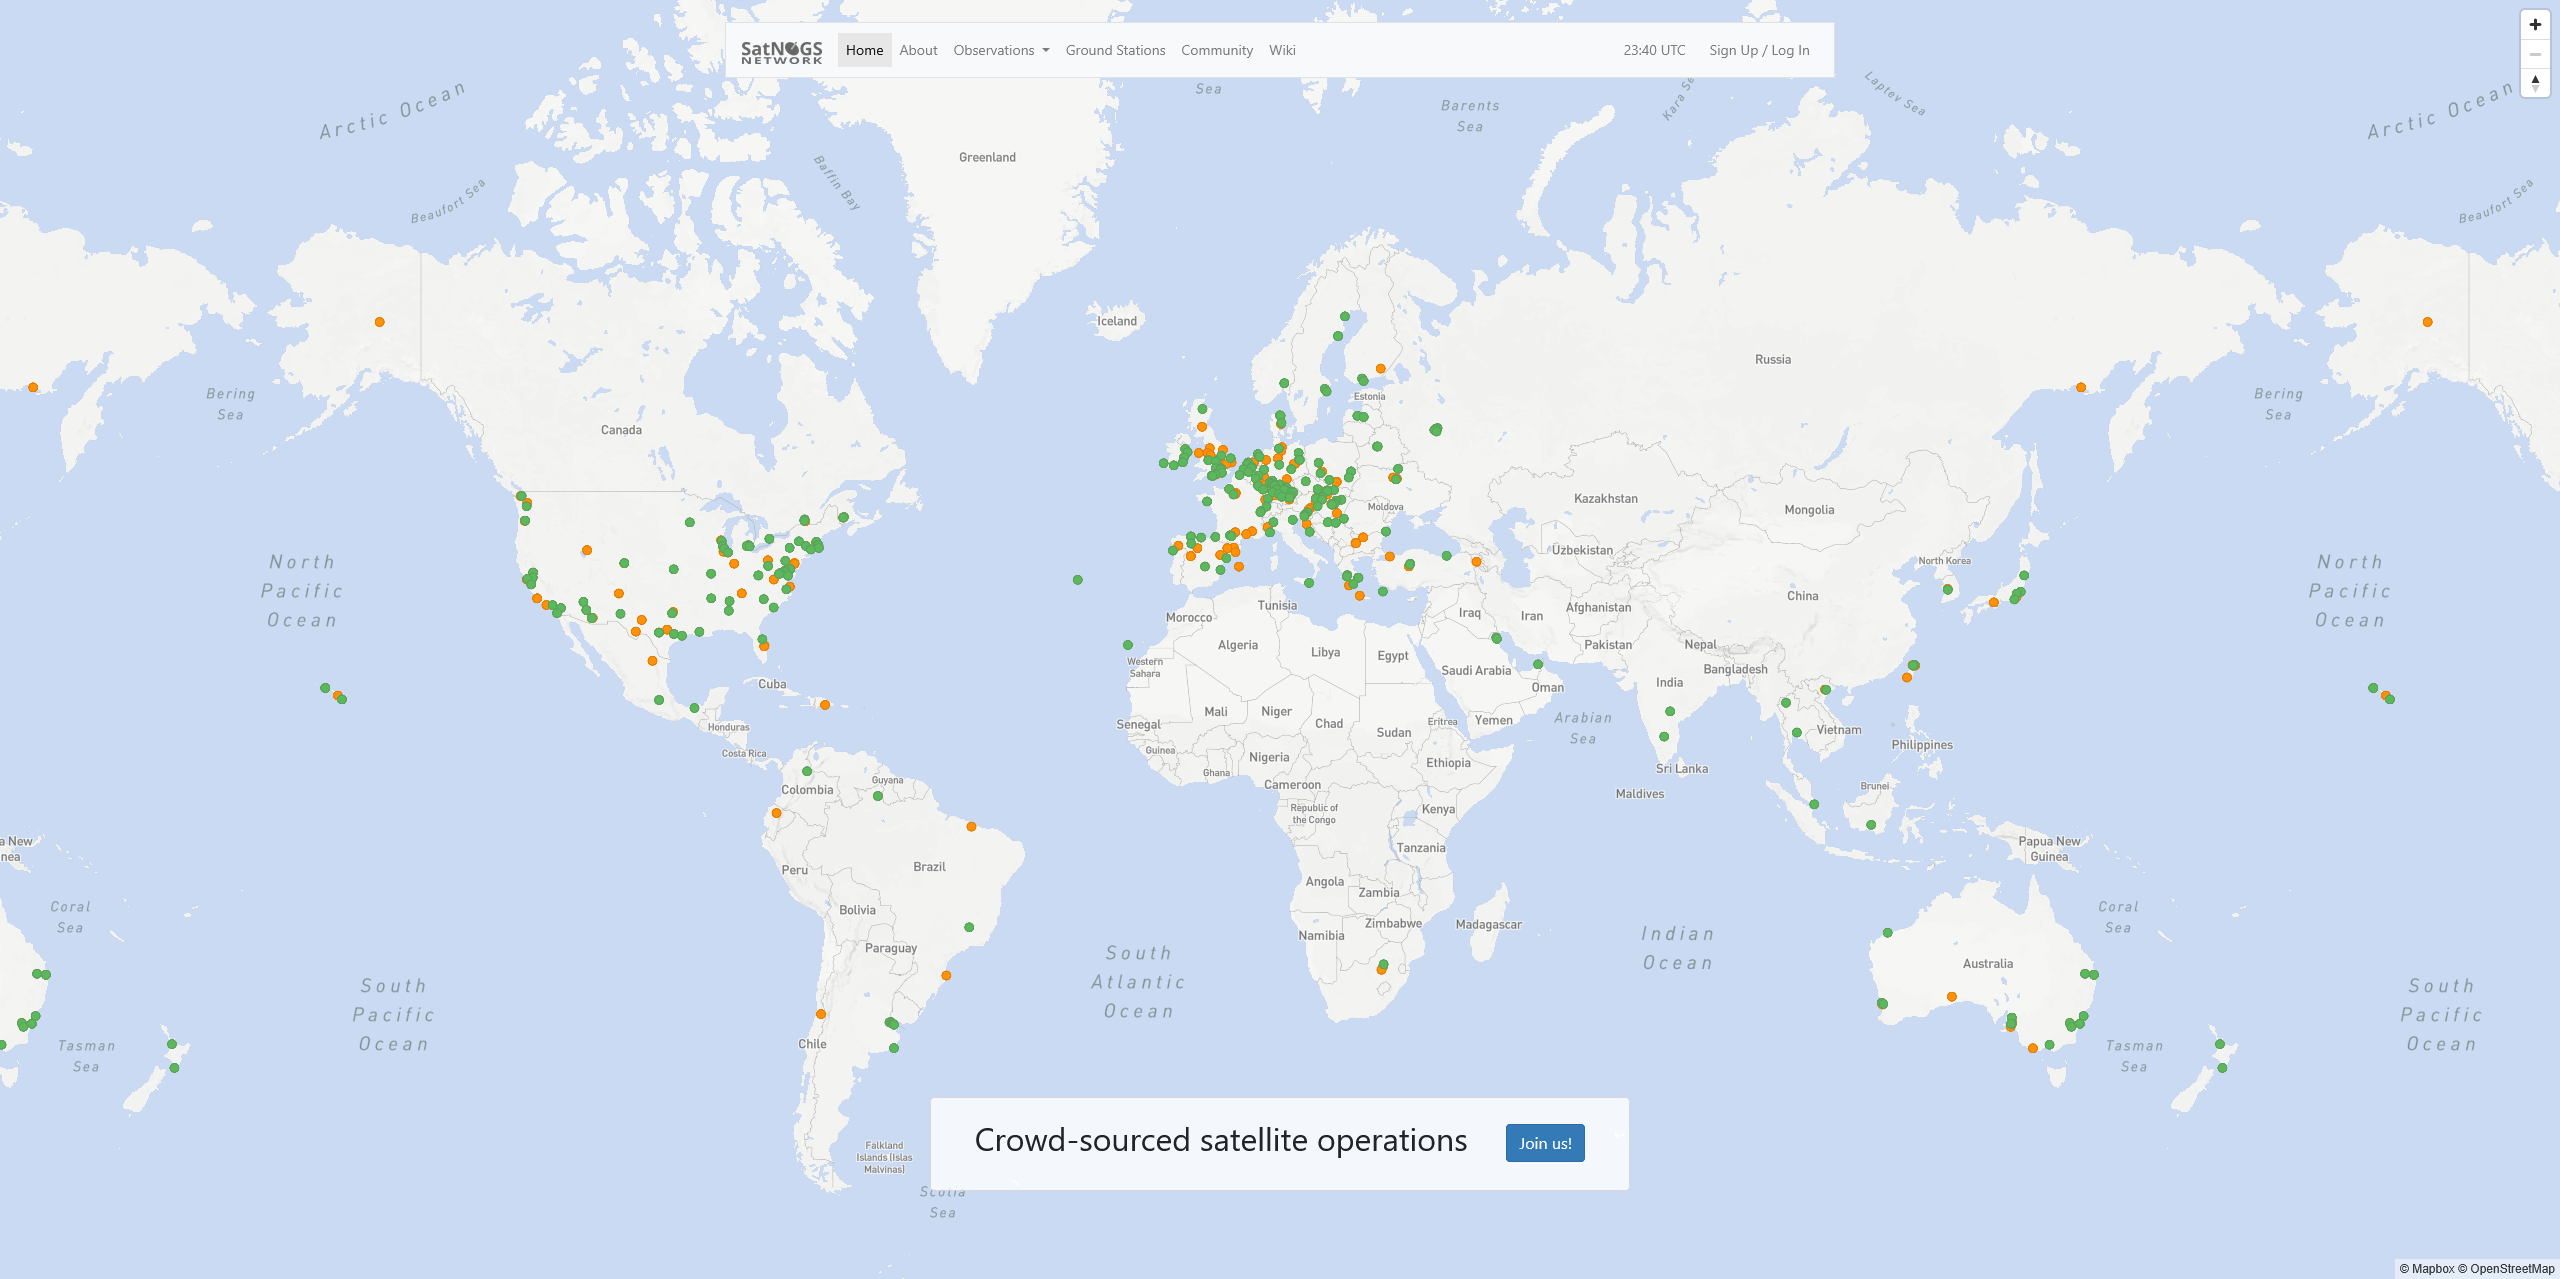 SatNOGS
NETWORK
Home
About
Observations
Ground Stations
Community
Wiki
23:40 UTC
Sign Up / Log In
Arctic Ocean
Beaufort Sea
Baffin Bay
Greenland
Sea
Barents
Sea
Kara Se
Laptev Sea
Arctic Ocean
Beaufort Sea
Iceland
Russia
Bering
Sea
Canada
Estonia
Bering
Sea
Kazakhstan
Moldova
Mongolia
Uzbekistan
North Korea
North
Pacific
Ocean
North
Pacific
Ocean
China
Tunisia
Morocco
Iraq
Iran
Afghanistan
Algeria
Libya
Egypt
Pakistan
Nepal
Western
Sahara
Saudi Arabia
Bangladesh
India
Oman
Cuba
Mali
Niger
Chad
Senegal
Sudan
Eritrea
Yemen
Arabian
Sea
Honduras
Costa Rica
Guinea
Ghana
Nigeria
Ethiopia
Vietnam
Philippines
Sri Lanka
Guyana
Colombia
Cameroon
Maldives
Brunei
Republic of
the Congo
Kenya
a New
nea
Papua New
Guinea
Tanzania
Brazil
Peru
Angola
Zambia
Bolivia
Zimbabwe
Madagascar
Coral
Sea
Coral
Sea
Namibia
Paraguay
South
Atlantic
Ocean
Indian
Ocean
Australia
South
Pacific
Ocean
South
Pacific
Ocean
Tasman
Sea
Chile
Tasman
Sea
Falkland
Islands (Islas
Malvinas)
Crowd-sourced satellite operations
Join us!
Scotia
Sea
© Mapbox © OpenStreetMap